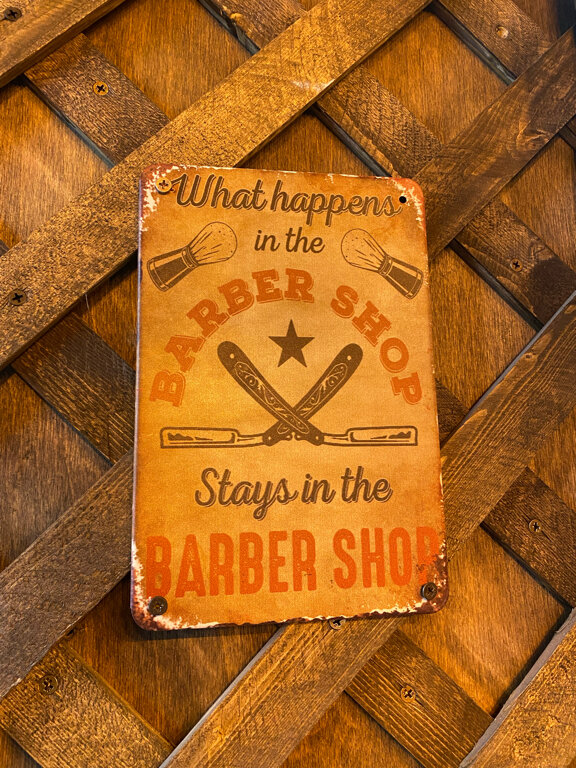 What happens
in the
BARBER SHOP
Stays in the
BARBER SHOP